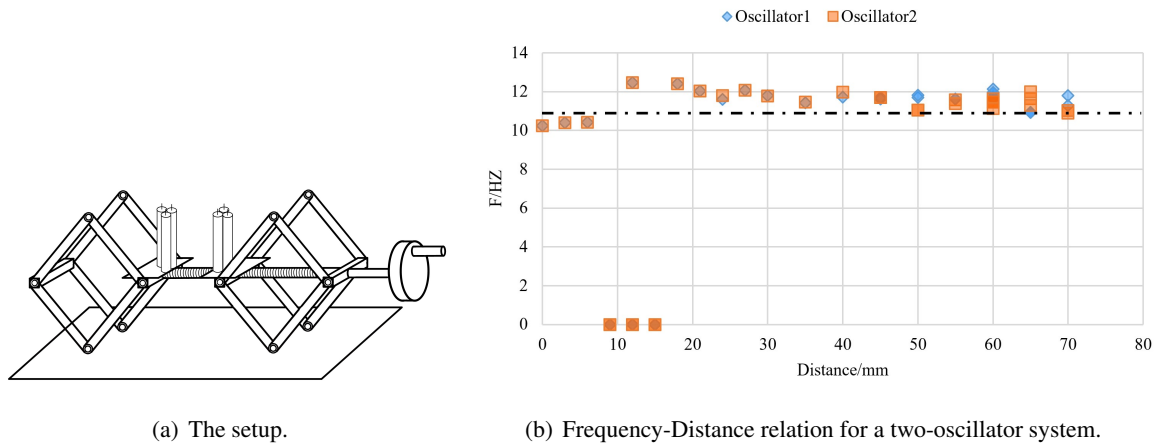 Oscillator1 Oscillator2
14
12
10
8
6
4
2
0
F/HZ
0 10 20 30 40 50 60 70 80
Distance/mm
(a) The setup.
(b) Frequency-Distance relation for a two-oscillator system.